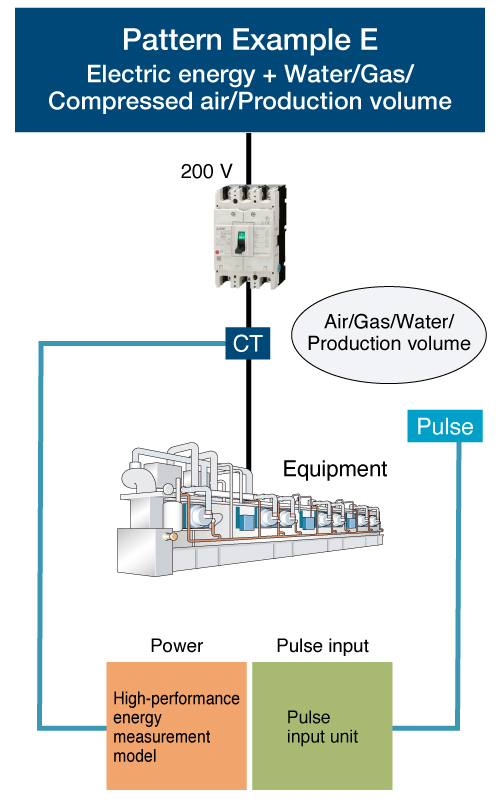 Pattern Example E
Electric energy + Water/Gas/
Compressed air/Production volume
200 V
Air/Gas/Water/
Production volume
CT
Pulse
Equipment
Power
Pulse input
High-performance
energy
measurement
model
Pulse
input unit